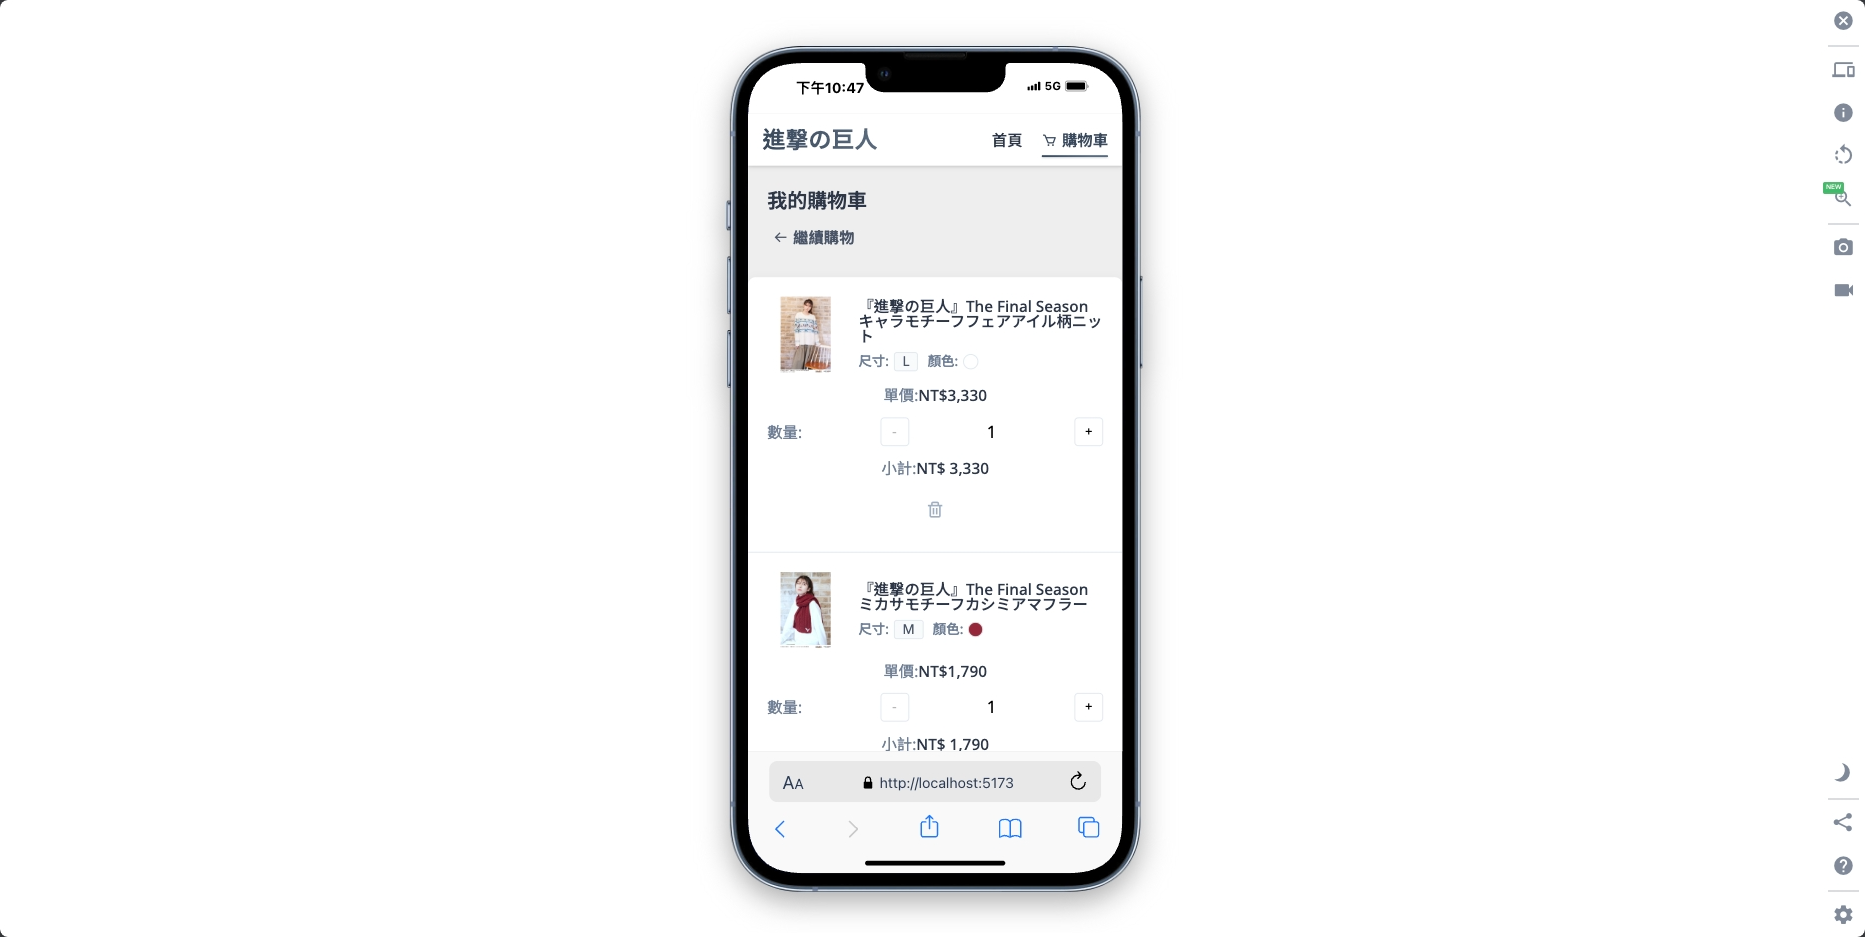 下午10:47
5G
進撃の巨人
首頁
購物車
我的購物車
← 繼續購物
『進撃の巨人』The Final Season
キャラモチーフフェアアイル柄ニッ
ト
尺寸: L 顏色:
單價:NT$3,330
數量: - 1 +
小計:NT$ 3,330
『進撃の巨人』The Final Season
ミカサモチーフカシミアマフラー
尺寸: M 顏色:
單價:NT$1,790
數量: - 1 +
小計:NT$ 1,790
AA http://localhost:5173
NEW